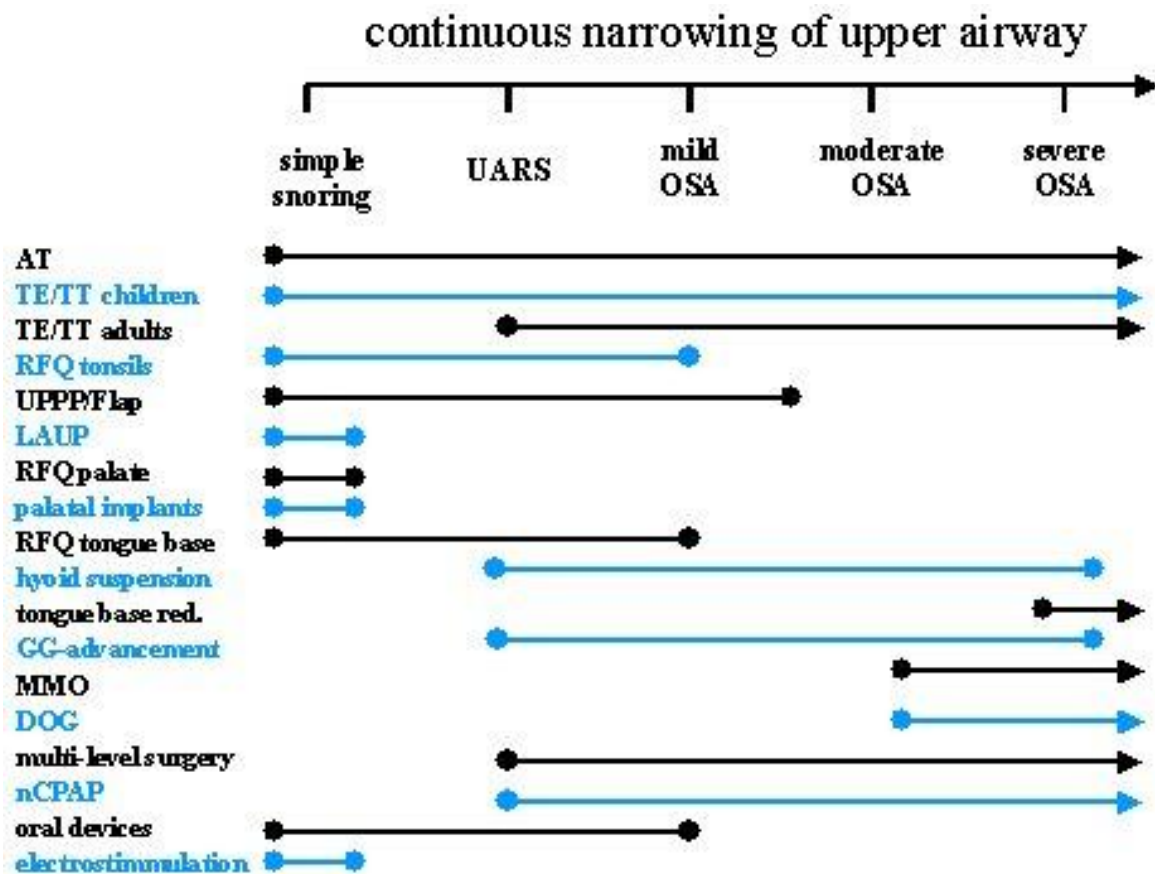 continuous narrowing of upper airway
simple snoring
UARS
mild OSA
moderate OSA
severe OSA
AT
TE/TT children
TE/TT adults
RFQ tonsils
UPPP/Flap
LAUP
RFQ palate
palatal implants
RFQ tongue base
hyoid suspension
tongue base red.
GG-advancement
MMO
DOG
multi-level surgery
nCPAP
oral devices
electrostimmulation